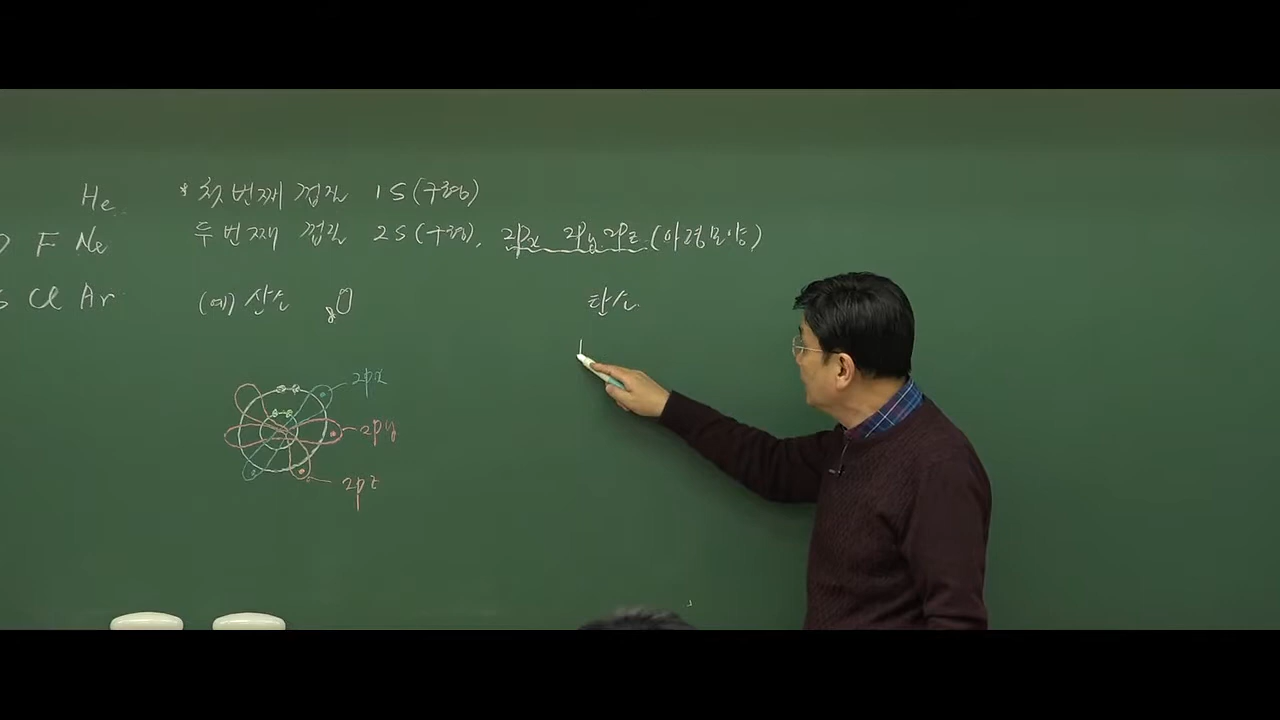 He
* 첫 번째 껍질 1S(구형)
F Ne
두 번째 껍질 2S(구형), 2px 2py 2pz (아령모양)
S Cl Ar
(예) 산소 ₈O
탄소
2px
2py
2pz